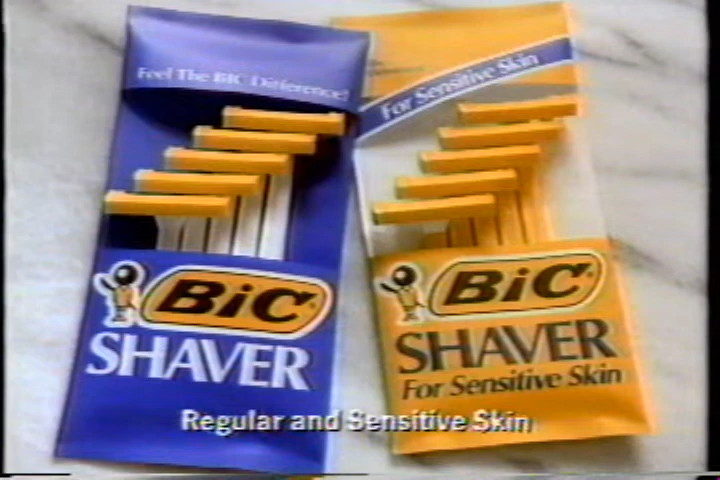 Feel The BIC Difference!
BiC
SHAVER
For Sensitive Skin
BiC
SHAVER
For Sensitive Skin
Regular and Sensitive Skin